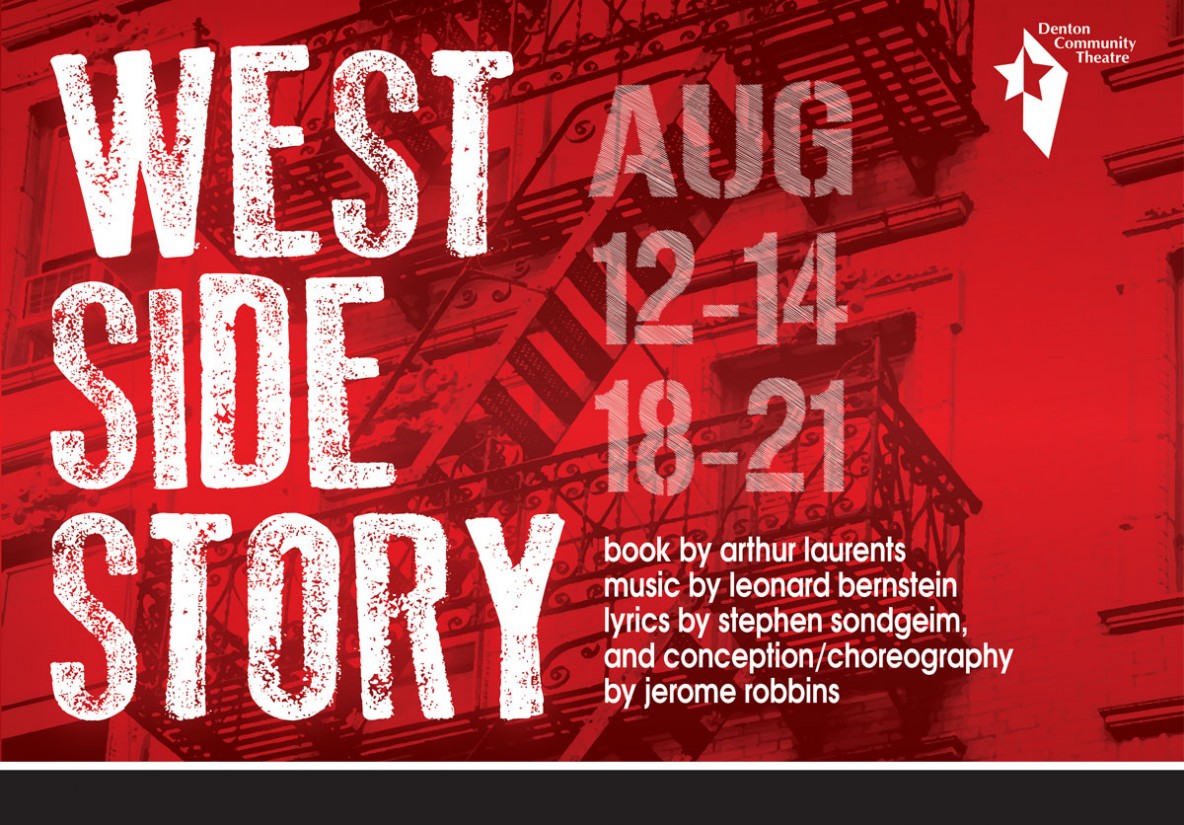 WEST
SIDE
STORY
AUG
12-14
18-21
book by arthur laurents
music by leonard bernstein
lyrics by stephen sondgeim,
and conception/choreography
by jerome robbins
Denton
Community
Theatre